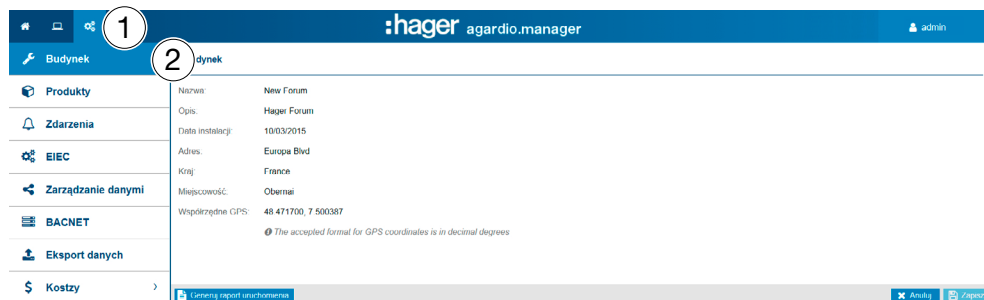 1
:hager agardio.manager
admin
Budynek
2
dynek
Produkty
Zdarzenia
EIEC
Zarządzanie danymi
BACNET
Eksport danych
Kostzy
Nazwa: New Forum
Opis: Hager Forum
Data instalacji: 10/03/2015
Adres: Europa Blvd
Kraj: France
Miejscowość: Obernai
Współrzędne GPS: 48.471700, 7.500387
The accepted format for GPS coordinates is in decimal degrees
Generuj raport uruchomienia
Anuluj
Zapisz